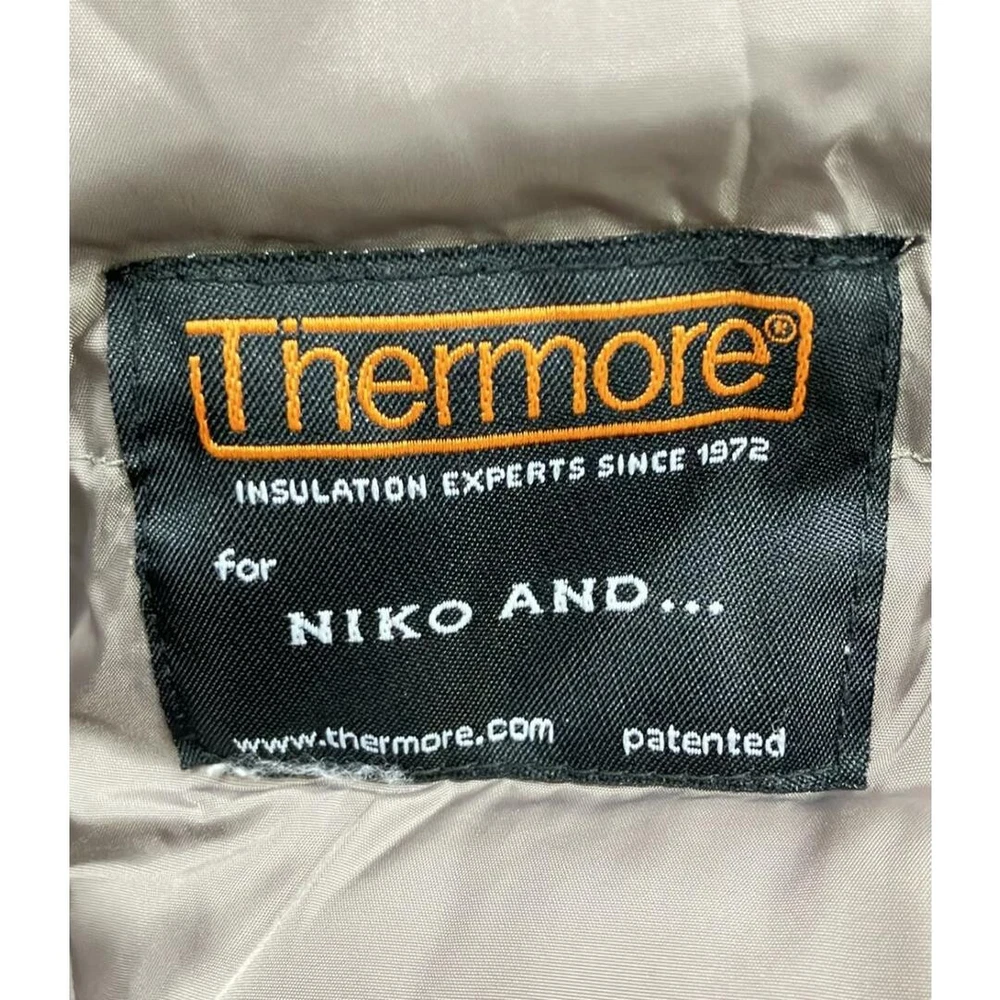 Thermore®
INSULATION EXPERTS SINCE 1972
for
NIKO AND...
www.thermore.com patented